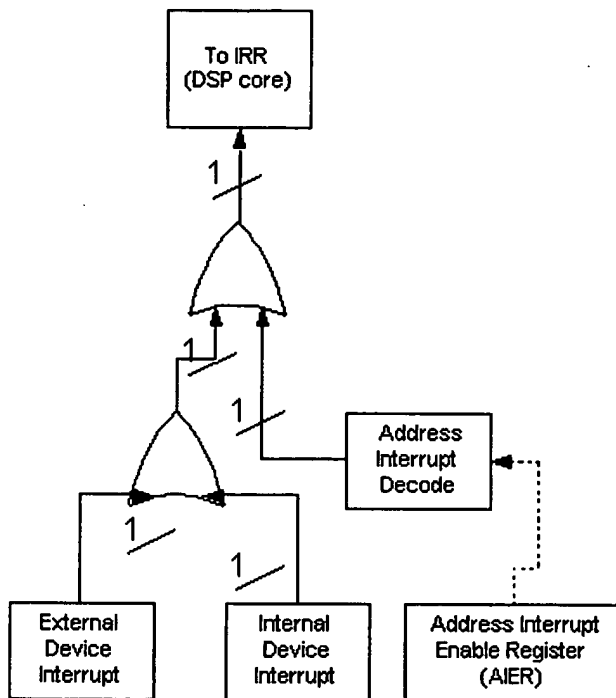 To IRR
(DSP core)
1
1
1
Address
Interrupt
Decode
1
1
External
Device
Interrupt
Internal
Device
Interrupt
Address Interrupt
Enable Register
(AIER)